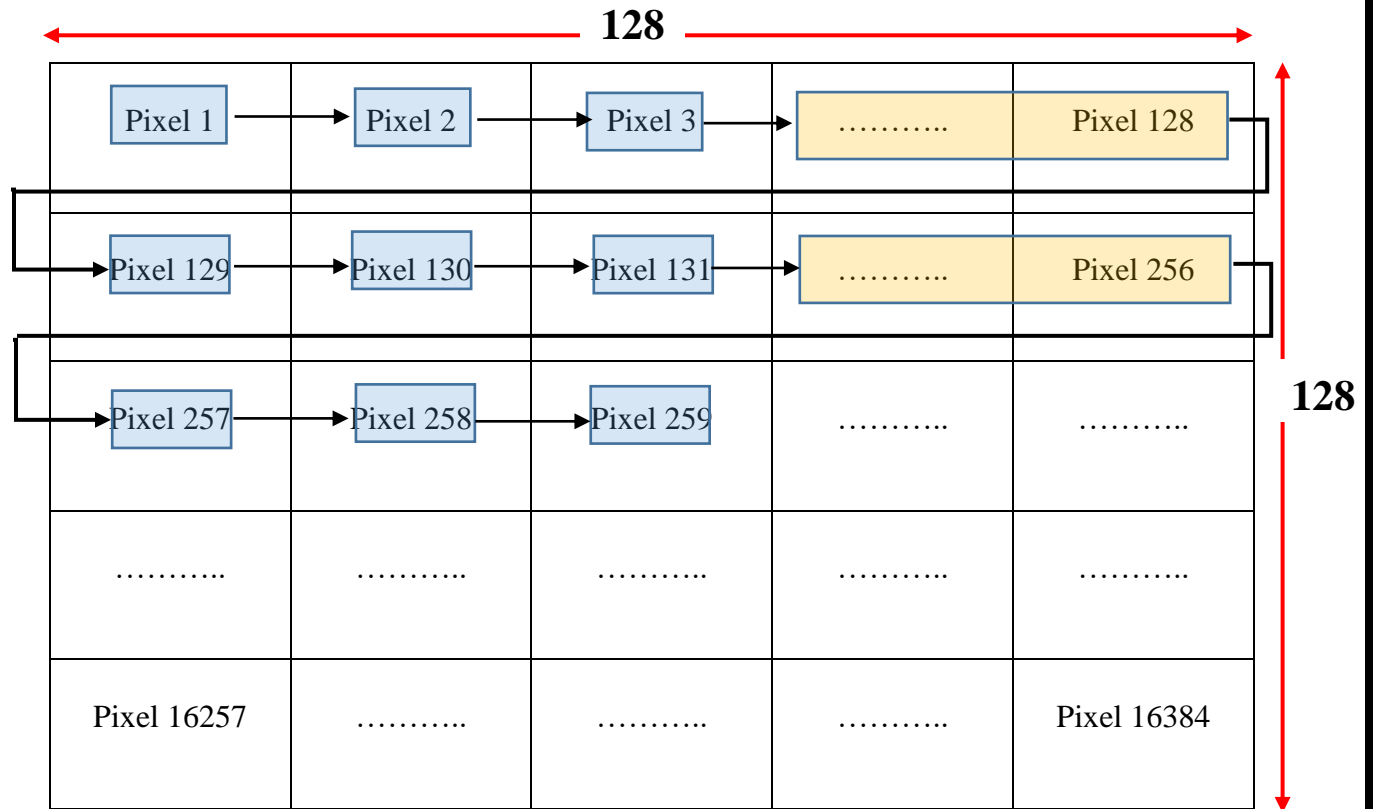 128
Pixel 1 Pixel 2 Pixel 3 ……….. Pixel 128
Pixel 129 Pixel 130 Pixel 131 ……….. Pixel 256
Pixel 257 Pixel 258 Pixel 259 ……….. ………..
128
……….. ……….. ……….. ……….. ………..
Pixel 16257 ……….. ……….. ……….. Pixel 16384